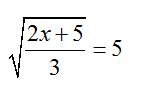 √((2x + 5)/3) = 5